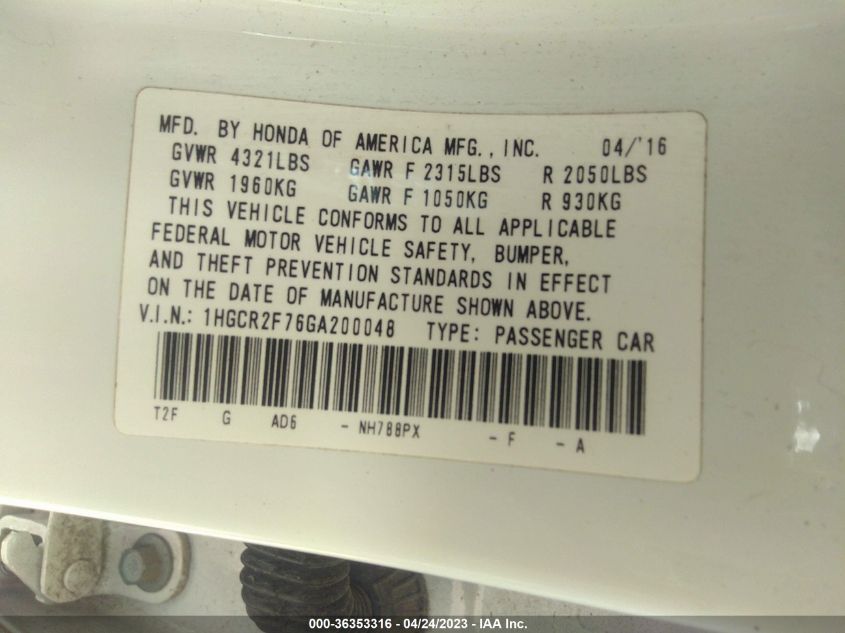 MFD. BY HONDA OF AMERICA MFG., INC. 04/'16
GVWR 4321LBS GAWR F 2315LBS R 2050LBS
GVWR 1960KG GAWR F 1050KG R 930KG
THIS VEHICLE CONFORMS TO ALL APPLICABLE
FEDERAL MOTOR VEHICLE SAFETY, BUMPER,
AND THEFT PREVENTION STANDARDS IN EFFECT
ON THE DATE OF MANUFACTURE SHOWN ABOVE.
V.I.N.: 1HGCR2F76GA200048 TYPE: PASSENGER CAR
T2F G AD6 - NH788PX - F - A
000-36353316 - 04/24/2023 - IAA Inc.